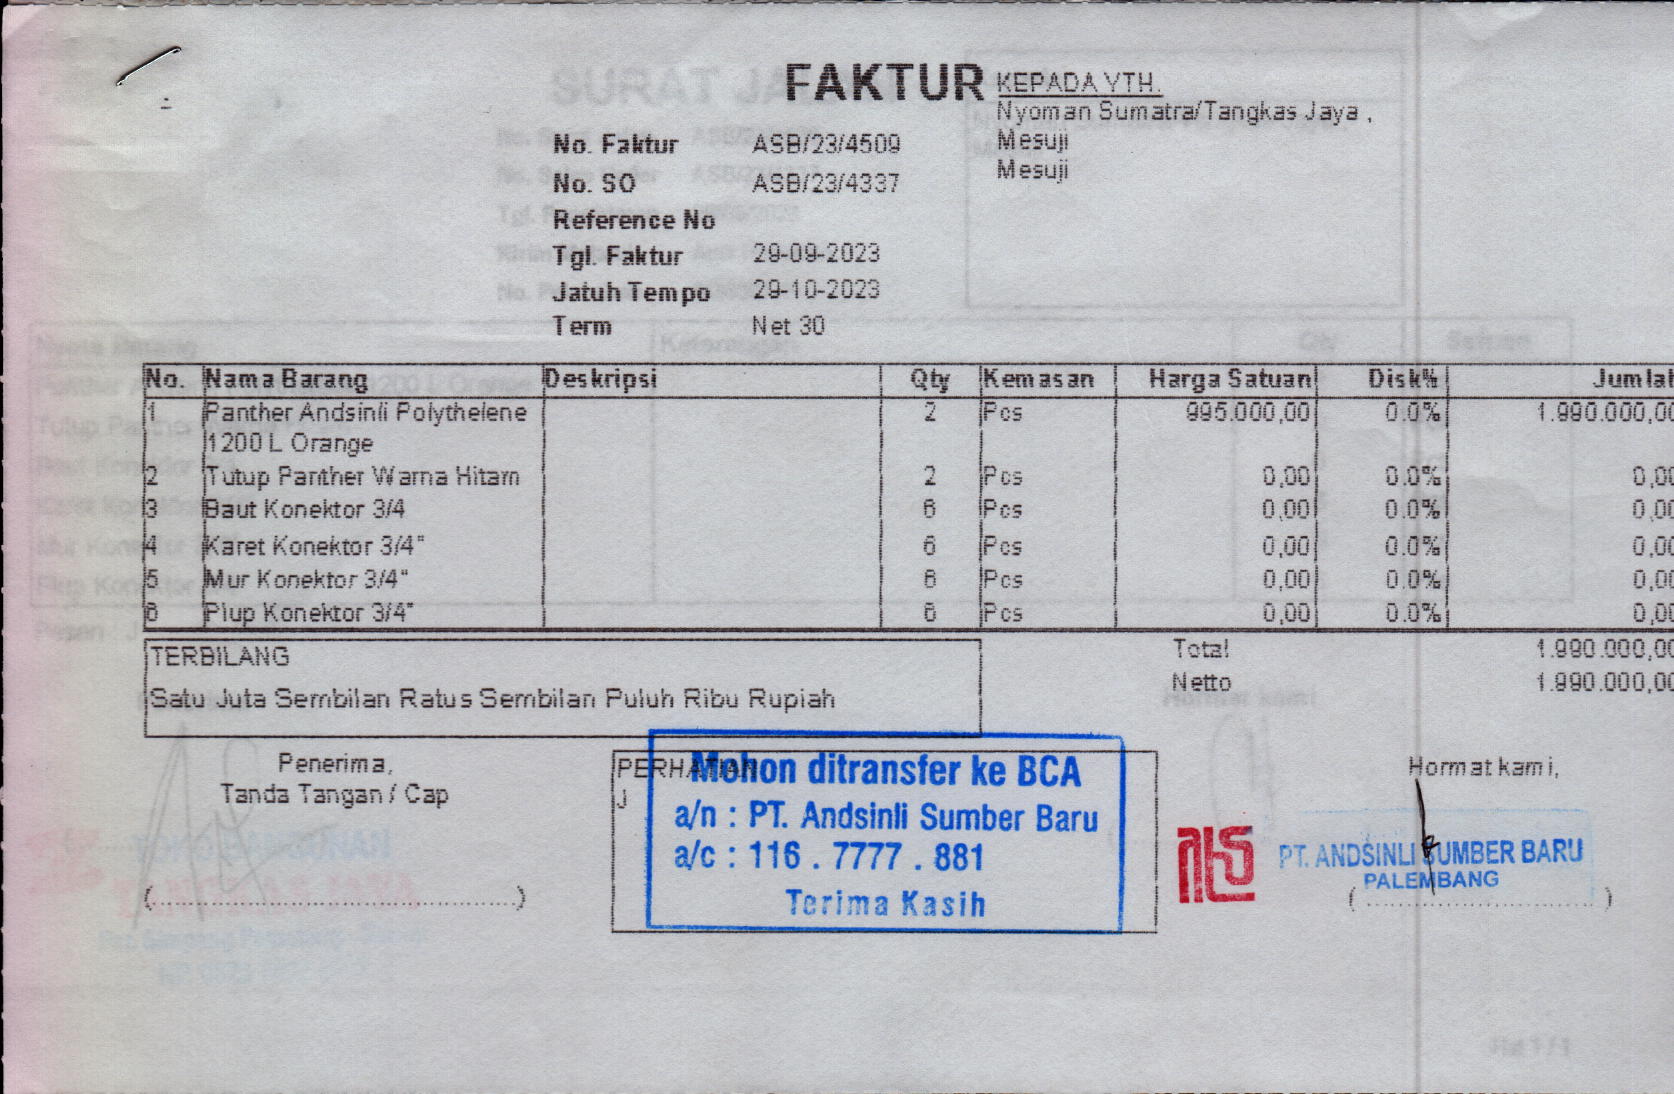 FAKTUR
KEPADA YTH.
Nyoman Sumatra/Tangkas Jaya ,
Mesuji
Mesuji
No. Faktur ASB/23/4509
No. SO ASB/23/4337
Reference No
Tgl. Faktur 29-09-2023
Jatuh Tempo 29-10-2023
Term Net 30
No. Nama Barang Deskripsi Qty Kemasan Harga Satuan Disk% Jumlah
1 Panther Andsinli Polythelene 2 Pcs 995.000,00 0.0% 1.990.000,00
1200 L Orange
2 Tutup Panther Warna Hitam 2 Pcs 0,00 0.0% 0,00
3 Baut Konektor 3/4 6 Pcs 0,00 0.0% 0,00
4 Karet Konektor 3/4" 6 Pcs 0,00 0.0% 0,00
5 Mur Konektor 3/4" 6 Pcs 0,00 0.0% 0,00
6 Plup Konektor 3/4" 6 Pcs 0,00 0.0% 0,00
TERBILANG
Satu Juta Sembilan Ratus Sembilan Puluh Ribu Rupiah
Total 1.990.000,00
Netto 1.990.000,00
Penerima,
Tanda Tangan / Cap
PERHATIAN
J
Mohon ditransfer ke BCA
a/n : PT. Andsinli Sumber Baru
a/c : 116 . 7777 . 881
Terima Kasih
Hormat kami,
PT. ANDSINLI SUMBER BARU
PALEMBANG